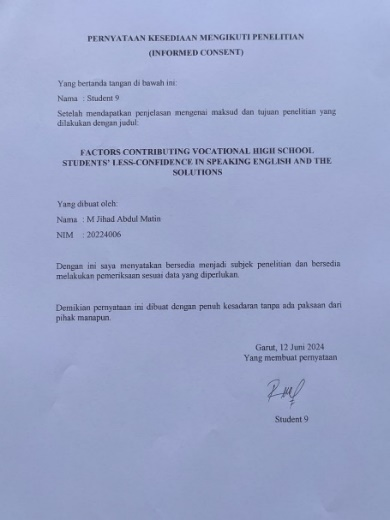 PERNYATAAN KESEDIAAN MENGIKUTI PENELITIAN
(INFORMED CONSENT)
Yang bertanda tangan di bawah ini:
Nama : Student 9
Setelah mendapatkan penjelasan mengenai maksud dan tujuan penelitian yang
dilakukan dengan judul:
FACTORS CONTRIBUTING VOCATIONAL HIGH SCHOOL
STUDENTS' LESS-CONFIDENCE IN SPEAKING ENGLISH AND THE
SOLUTIONS
Yang dibuat oleh:
Nama : M Jihad Abdul Matin
NIM : 20224006
Dengan ini saya menyatakan bersedia menjadi subjek penelitian dan bersedia
melakukan pemeriksaan sesuai data yang diperlukan.
Demikian pernyataan ini dibuat dengan penuh kesadaran tanpa ada paksaan dari
pihak manapun.
Garut, 12 Juni 2024
Yang membuat pernyataan
Student 9